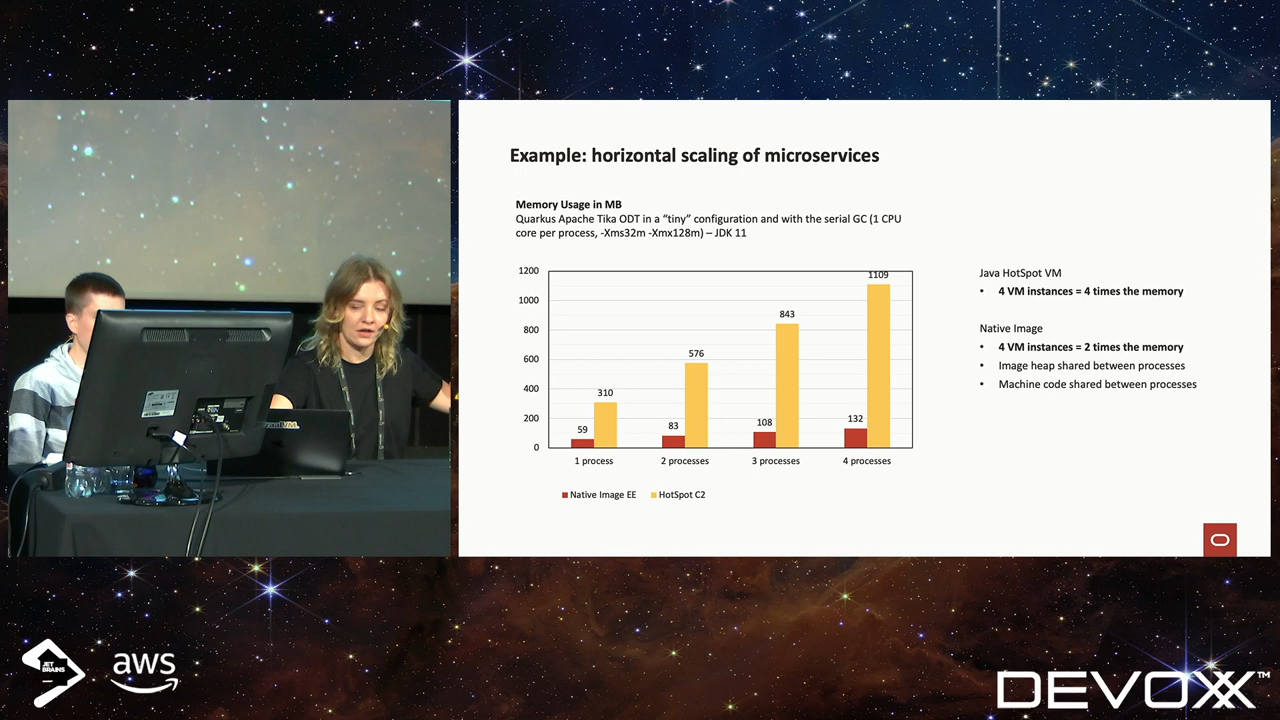 Example: horizontal scaling of microservices
Memory Usage in MB
Quarkus Apache Tika ODT in a “tiny” configuration and with the serial GC (1 CPU
core per process, -Xms32m -Xmx128m) – JDK 11
1200
1000
800
600
400
200
0
59
310
83
576
108
843
132
1109
1 process
2 processes
3 processes
4 processes
Native Image EE
HotSpot C2
Java HotSpot VM
• 4 VM instances = 4 times the memory
Native Image
• 4 VM instances = 2 times the memory
• Image heap shared between processes
• Machine code shared between processes
JET
BRAINS
aws
DEVOXX™